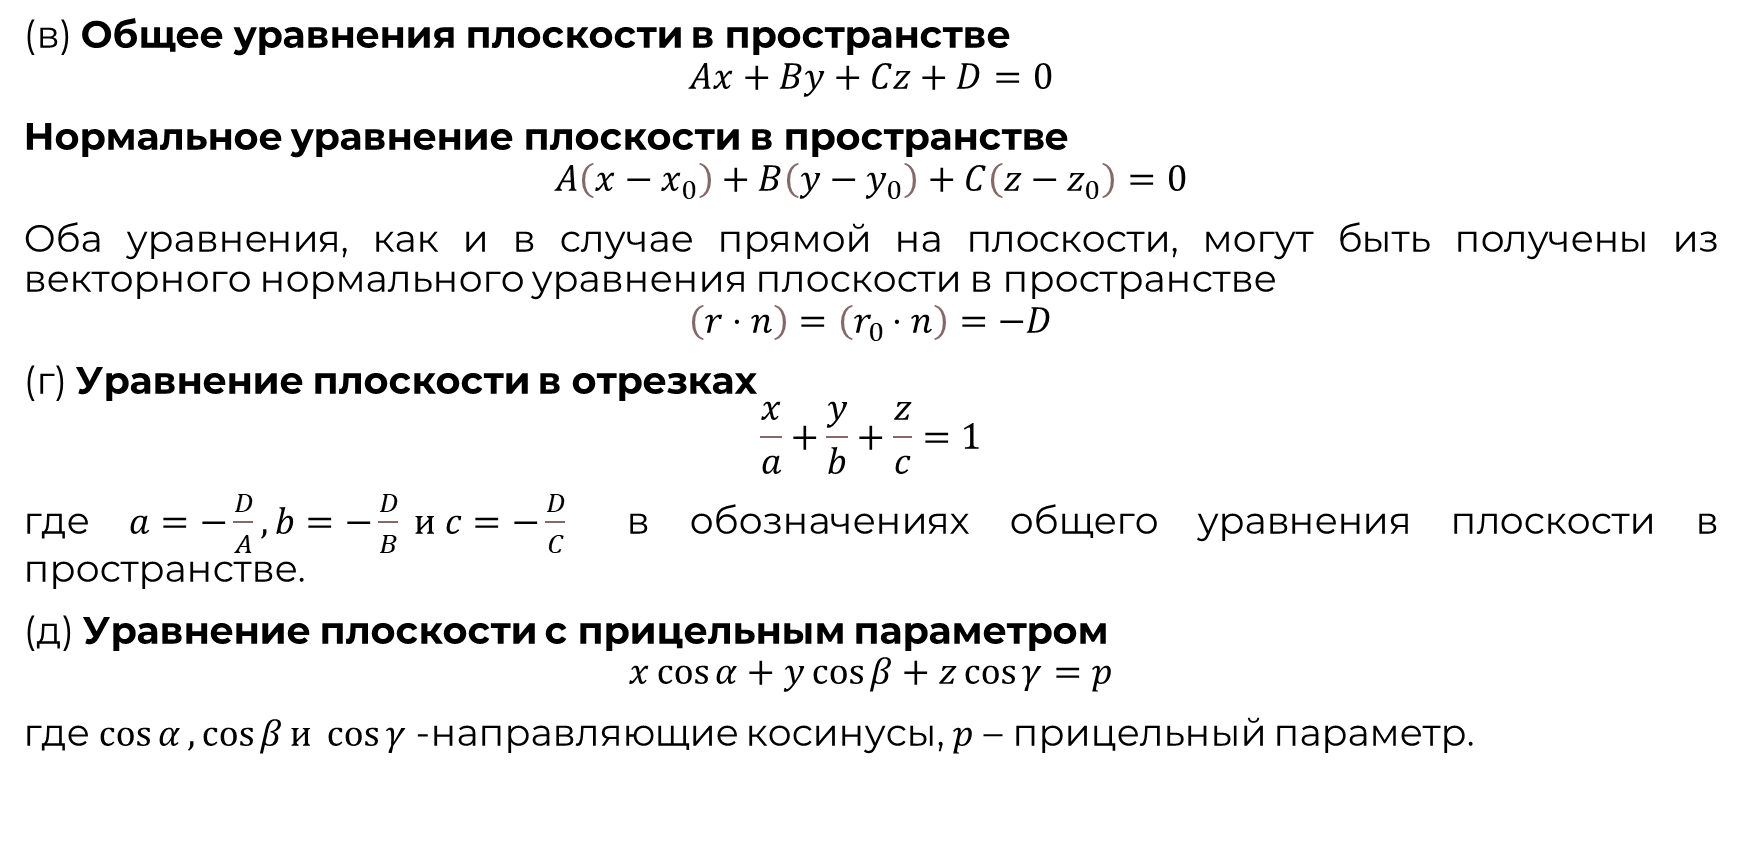 (в) Общее уравнения плоскости в пространстве
Ax + By + Cz + D = 0
Нормальное уравнение плоскости в пространстве
A(x − x₀) + B(y − y₀) + C(z − z₀) = 0
Оба уравнения, как и в случае прямой на плоскости, могут быть получены из
векторного нормального уравнения плоскости в пространстве
(r · n) = (r₀ · n) = −D
(г) Уравнение плоскости в отрезках
x/a + y/b + z/c = 1
где a = −D/A, b = −D/B и c = −D/C в обозначениях общего уравнения плоскости в
пространстве.
(д) Уравнение плоскости с прицельным параметром
x cos α + y cos β + z cos γ = p
где cos α , cos β и cos γ -направляющие косинусы, p – прицельный параметр.